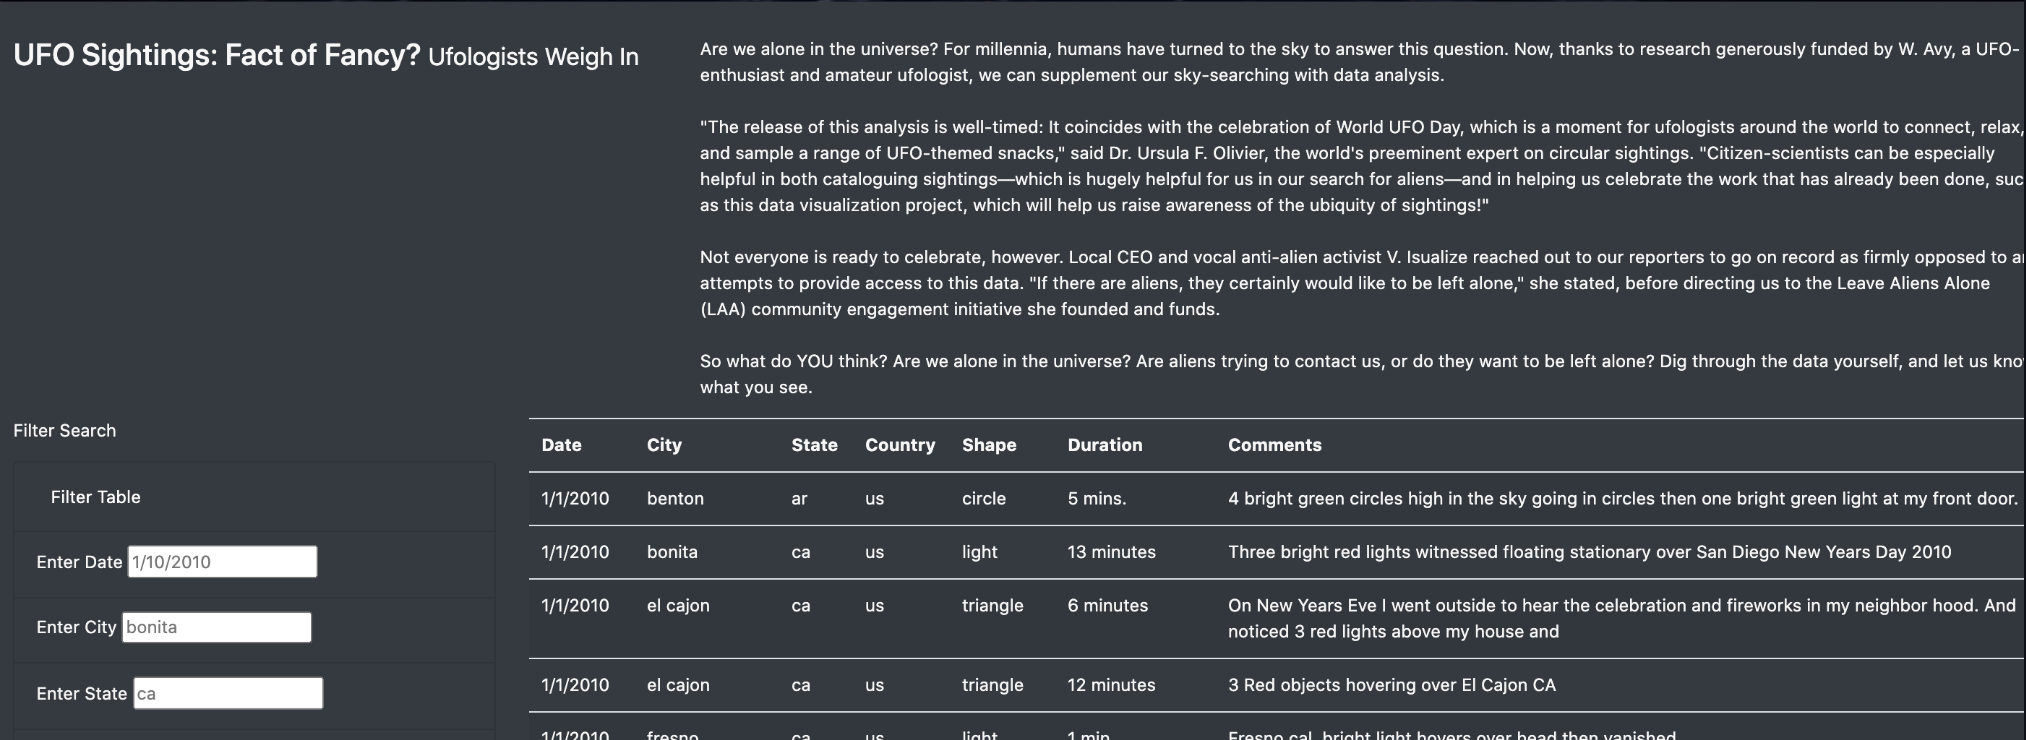 UFO Sightings: Fact of Fancy? Ufologists Weigh In
Are we alone in the universe? For millennia, humans have turned to the sky to answer this question. Now, thanks to research generously funded by W. Avy, a UFO-
enthusiast and amateur ufologist, we can supplement our sky-searching with data analysis.
"The release of this analysis is well-timed: It coincides with the celebration of World UFO Day, which is a moment for ufologists around the world to connect, relax,
and sample a range of UFO-themed snacks," said Dr. Ursula F. Olivier, the world's preeminent expert on circular sightings. "Citizen-scientists can be especially
helpful in both cataloguing sightings—which is hugely helpful for us in our search for aliens—and in helping us celebrate the work that has already been done, suc
as this data visualization project, which will help us raise awareness of the ubiquity of sightings!"
Not everyone is ready to celebrate, however. Local CEO and vocal anti-alien activist V. Isualize reached out to our reporters to go on record as firmly opposed to a
attempts to provide access to this data. "If there are aliens, they certainly would like to be left alone," she stated, before directing us to the Leave Aliens Alone
(LAA) community engagement initiative she founded and funds.
So what do YOU think? Are we alone in the universe? Are aliens trying to contact us, or do they want to be left alone? Dig through the data yourself, and let us kno
what you see.
Filter Search
Filter Table
Enter Date 1/10/2010
Enter City bonita
Enter State ca
Date City State Country Shape Duration Comments
1/1/2010 benton ar us circle 5 mins. 4 bright green circles high in the sky going in circles then one bright green light at my front door.
1/1/2010 bonita ca us light 13 minutes Three bright red lights witnessed floating stationary over San Diego New Years Day 2010
1/1/2010 el cajon ca us triangle 6 minutes On New Years Eve I went outside to hear the celebration and fireworks in my neighbor hood. And
noticed 3 red lights above my house and
1/1/2010 el cajon ca us triangle 12 minutes 3 Red objects hovering over El Cajon CA
1/1/2010 fresno ca us light 1 min Fresno cal. bright light hovers over head then vanished